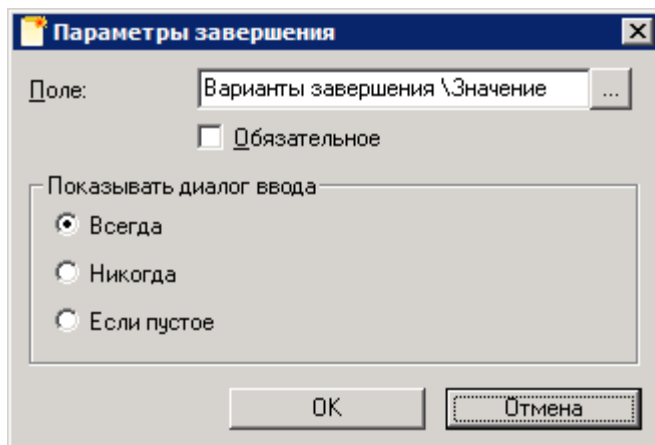 Параметры завершения
Поле:
Варианты завершения \Значение
...
Обязательное
Показывать диалог ввода
Всегда
Никогда
Если пустое
OK
Отмена